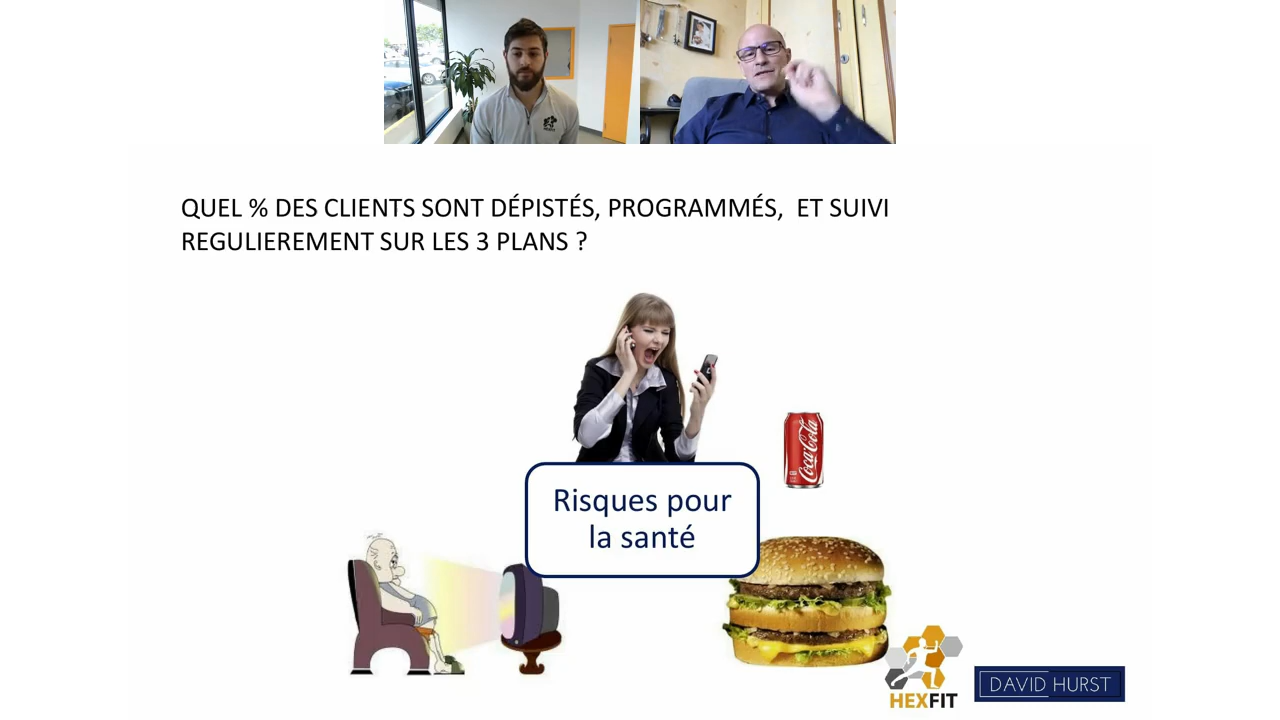 HEXFIT
QUEL % DES CLIENTS SONT DÉPISTÉS, PROGRAMMÉS,  ET SUIVI
REGULIEREMENT SUR LES 3 PLANS ?
Coca-Cola
Risques pour
la santé
HEXFIT
DAVID HURST